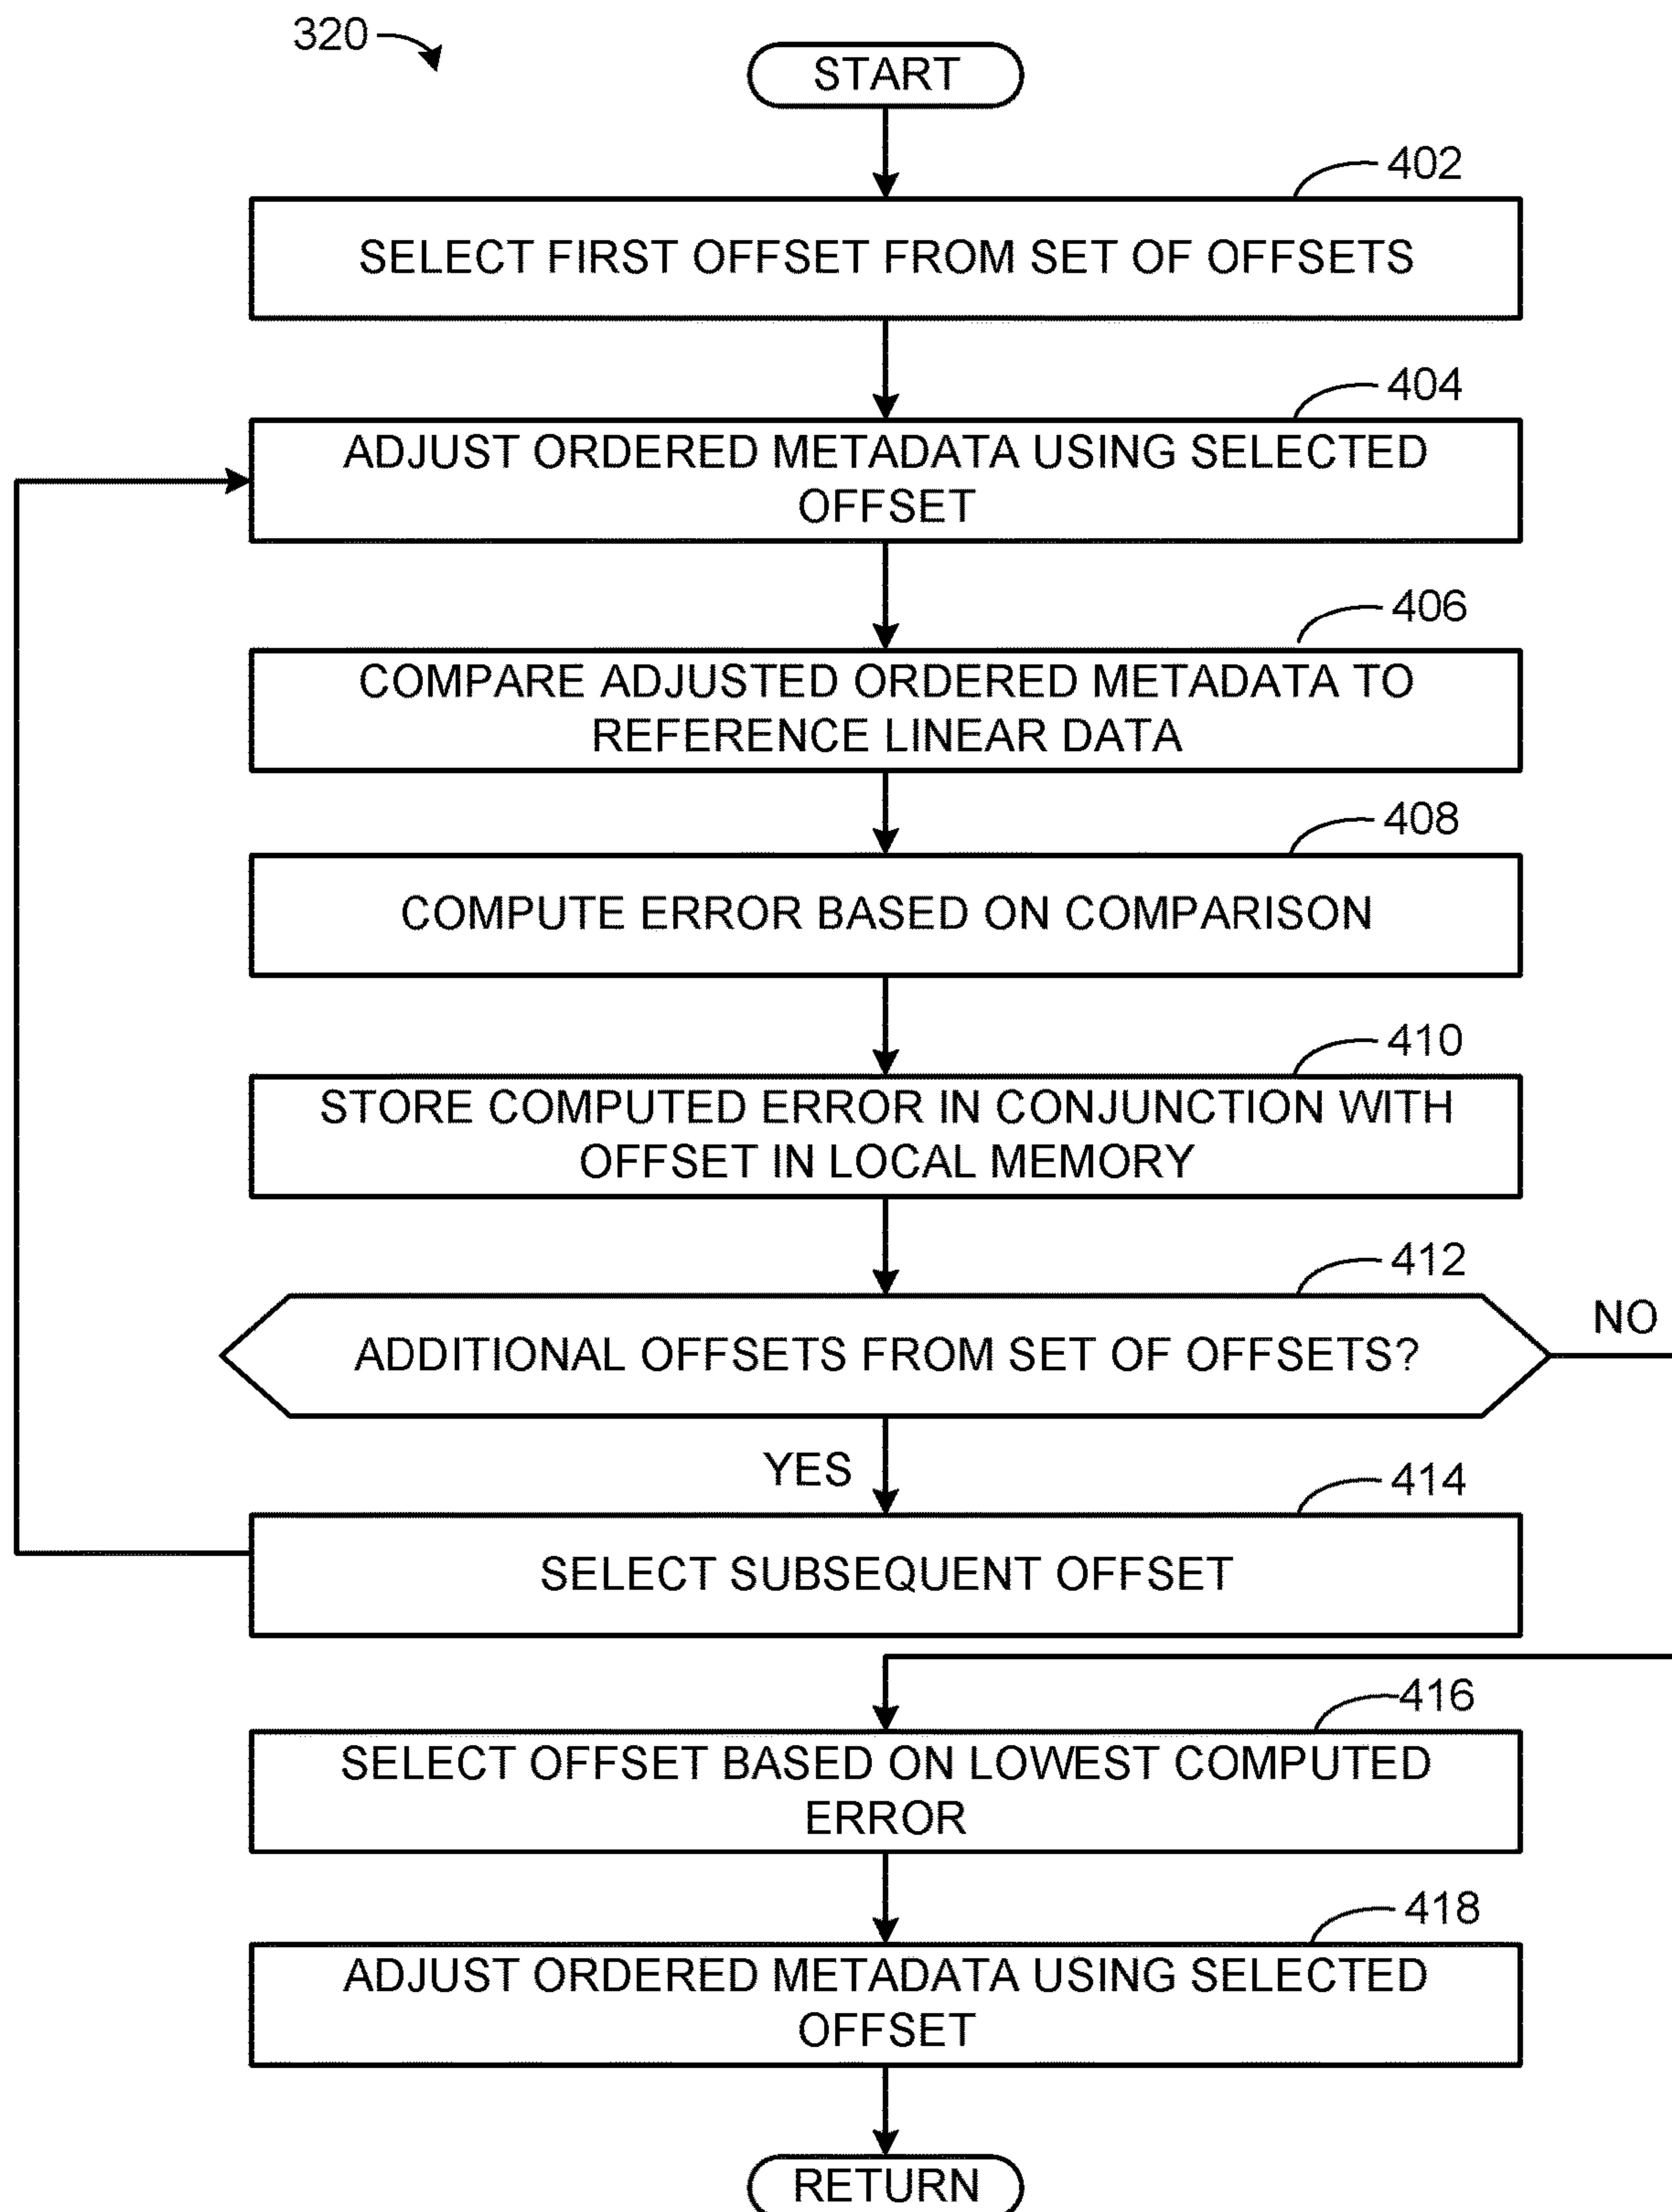 320
START
402
SELECT FIRST OFFSET FROM SET OF OFFSETS
404
ADJUST ORDERED METADATA USING SELECTED
OFFSET
406
COMPARE ADJUSTED ORDERED METADATA TO
REFERENCE LINEAR DATA
408
COMPUTE ERROR BASED ON COMPARISON
410
STORE COMPUTED ERROR IN CONJUNCTION WITH
OFFSET IN LOCAL MEMORY
412
NO
ADDITIONAL OFFSETS FROM SET OF OFFSETS?
YES
414
SELECT SUBSEQUENT OFFSET
416
SELECT OFFSET BASED ON LOWEST COMPUTED
ERROR
418
ADJUST ORDERED METADATA USING SELECTED
OFFSET
RETURN